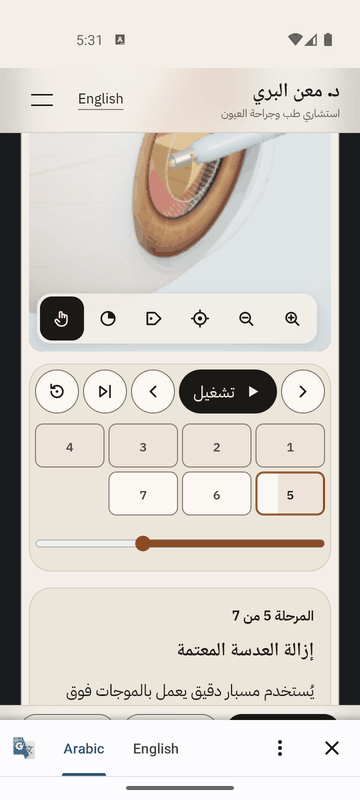 5:31
A
English
د. معن البري
استشاري طب وجراحة العيون
تشغيل
1
2
3
4
5
6
7
المرحلة 5 من 7
إزالة العدسة المعتمة
يُستخدم مسبار دقيق يعمل بالموجات فوق
Arabic
English